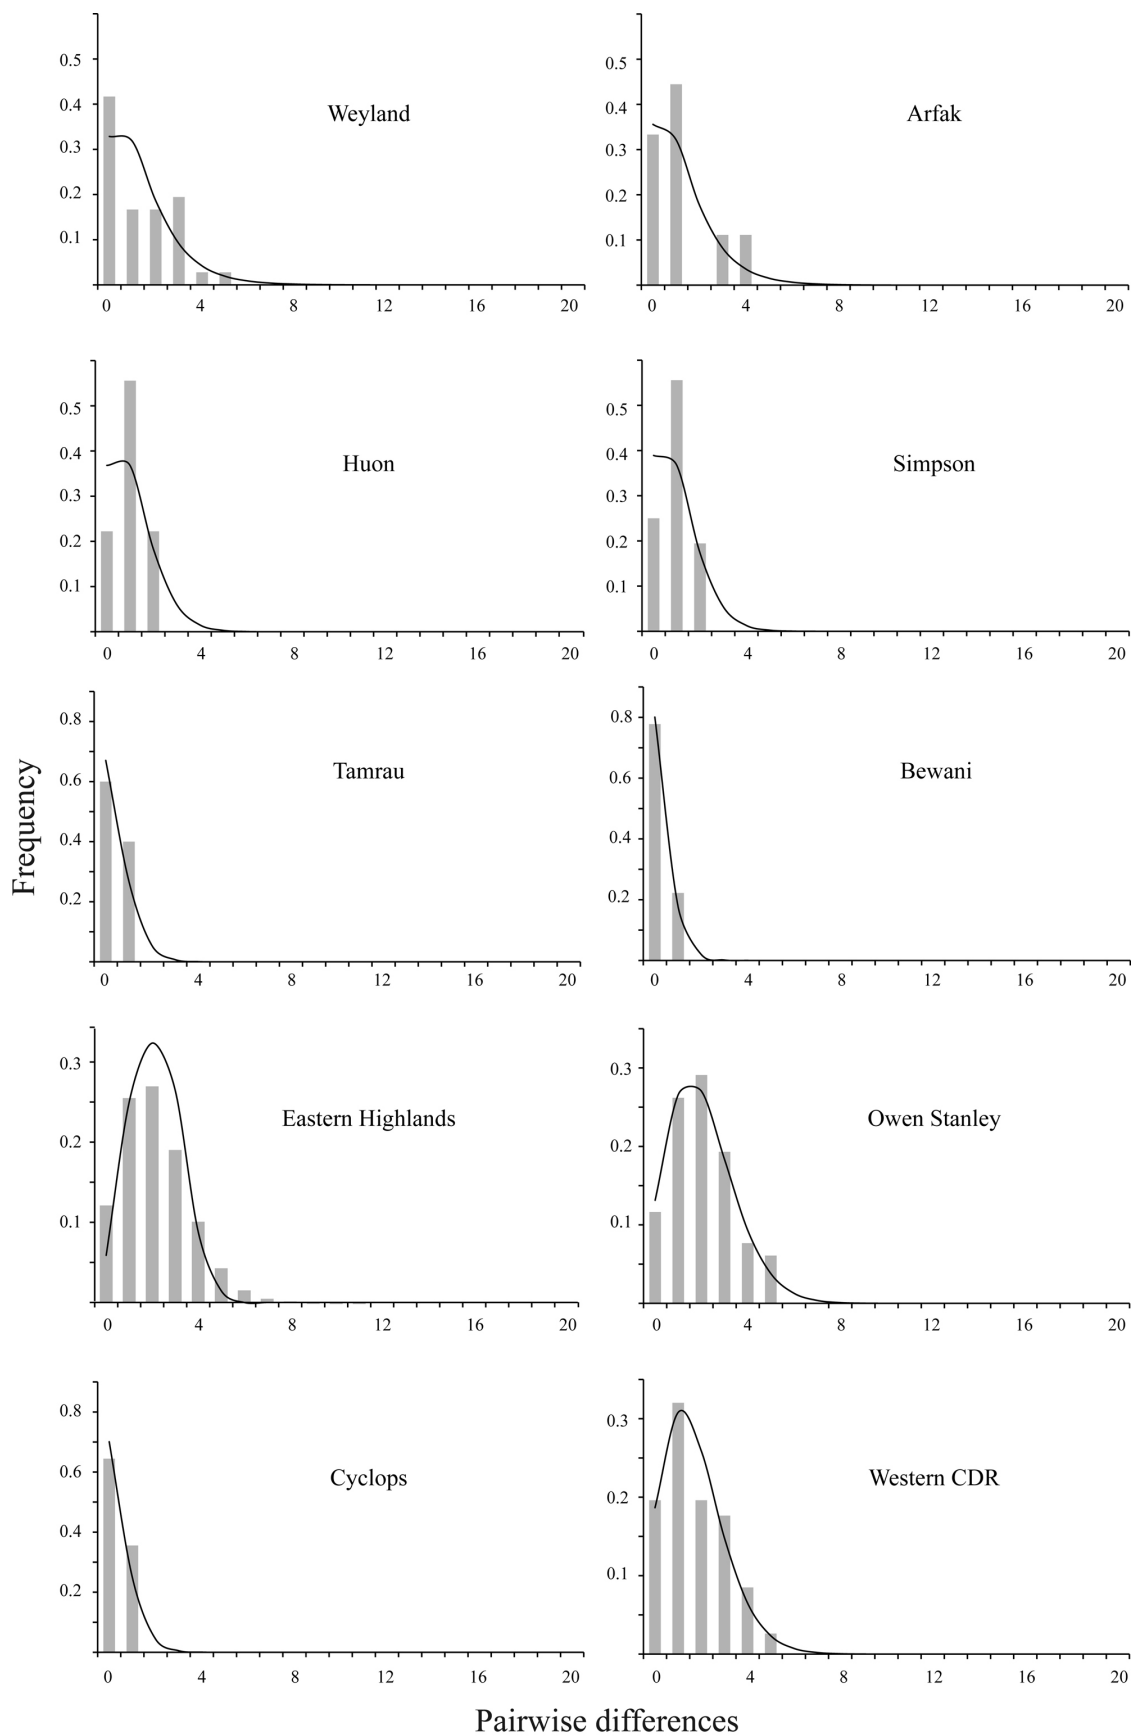 0.5
0.4
0.3
0.2
0.1
Weyland
0 4 8 12 16 20
0.5
0.4
0.3
0.2
0.1
Arfak
0 4 8 12 16 20
0.5
0.4
0.3
0.2
0.1
Huon
0 4 8 12 16 20
0.5
0.4
0.3
0.2
0.1
Simpson
0 4 8 12 16 20
Frequency
0.8
0.6
0.4
0.2
Tamrau
0 4 8 12 16 20
0.8
0.6
0.4
0.2
Bewani
0 4 8 12 16 20
0.3
0.2
0.1
Eastern Highlands
0 4 8 12 16 20
0.3
0.2
0.1
Owen Stanley
0 4 8 12 16 20
0.8
0.6
0.4
0.2
Cyclops
0 4 8 12 16 20
0.3
0.2
0.1
Western CDR
0 4 8 12 16 20
Pairwise differences